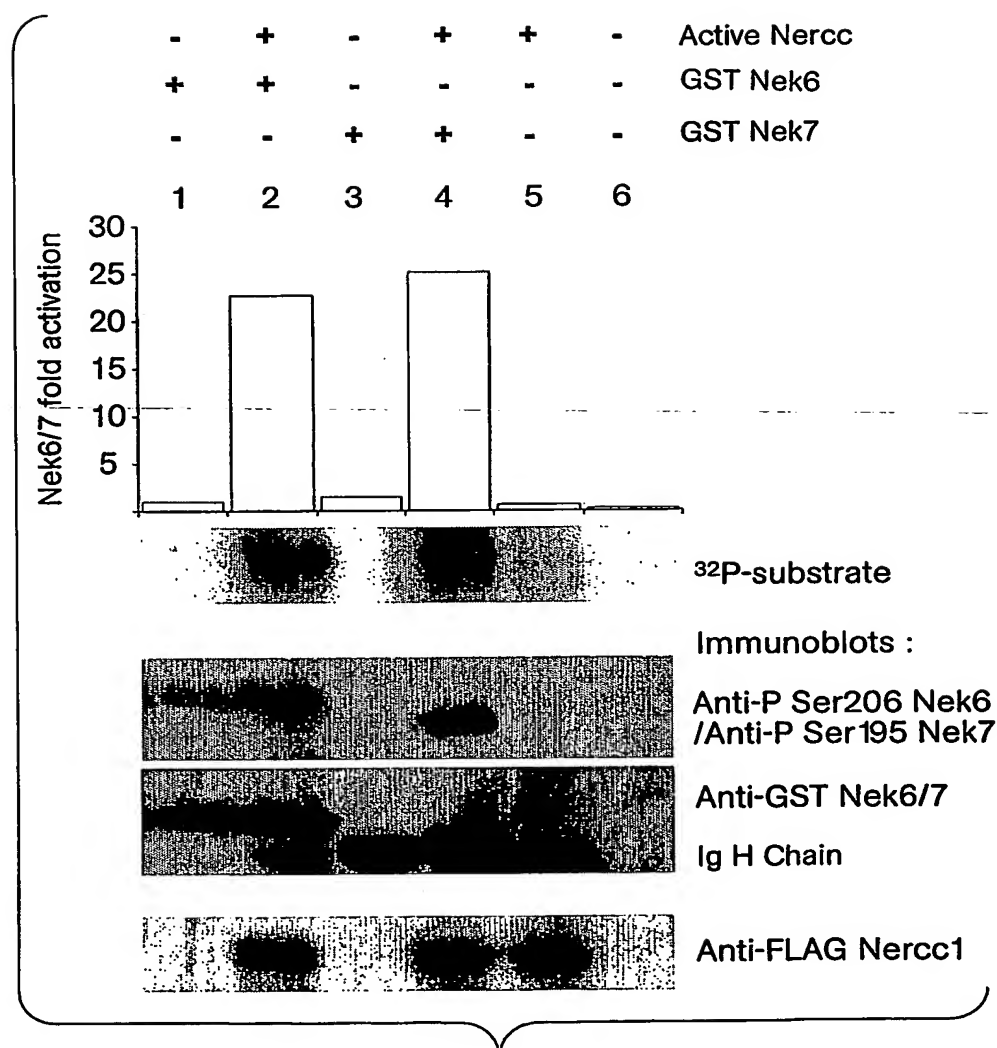 - + - + + - Active Nercc
+ + - - - - GST Nek6
- - + + - - GST Nek7
1 2 3 4 5 6
Nek6/7 fold activation
30
25
20
15
10
5
32P-substrate
Immunoblots :
Anti-P Ser206 Nek6
/Anti-P Ser195 Nek7
Anti-GST Nek6/7
Ig H Chain
Anti-FLAG Nercc1